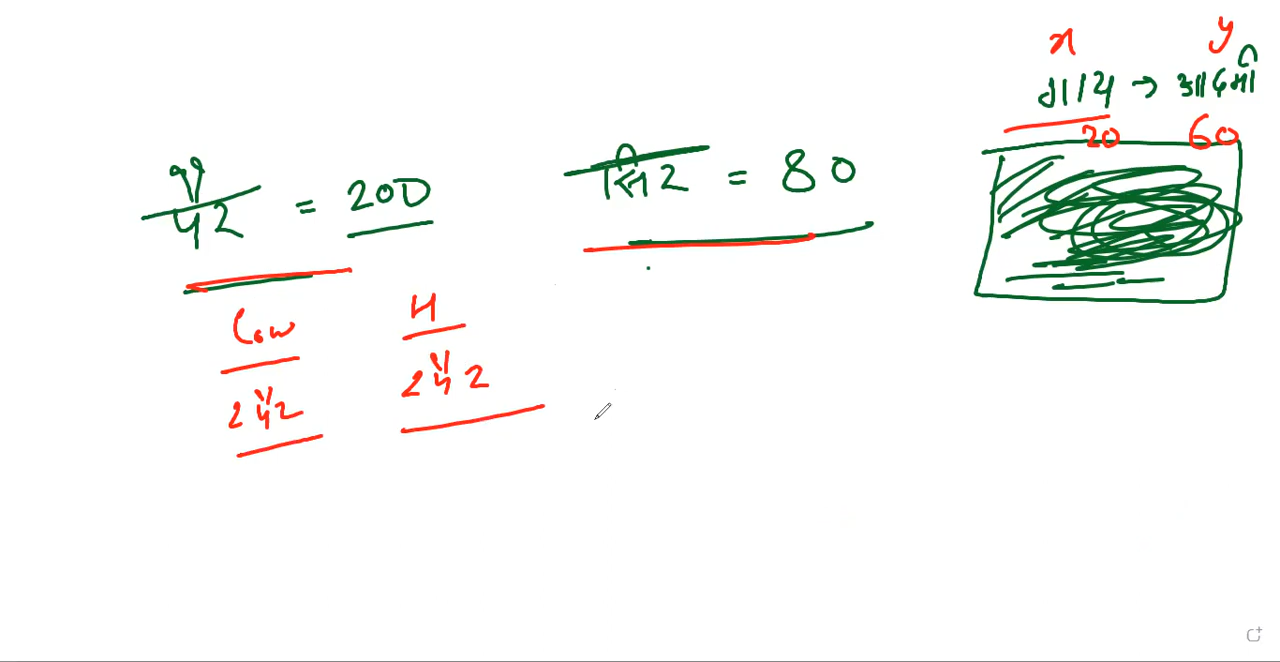 x y
गाय → आदमी
20 60
पैर = 200 सिर = 80
Cow H
2 पैर 2 पैर